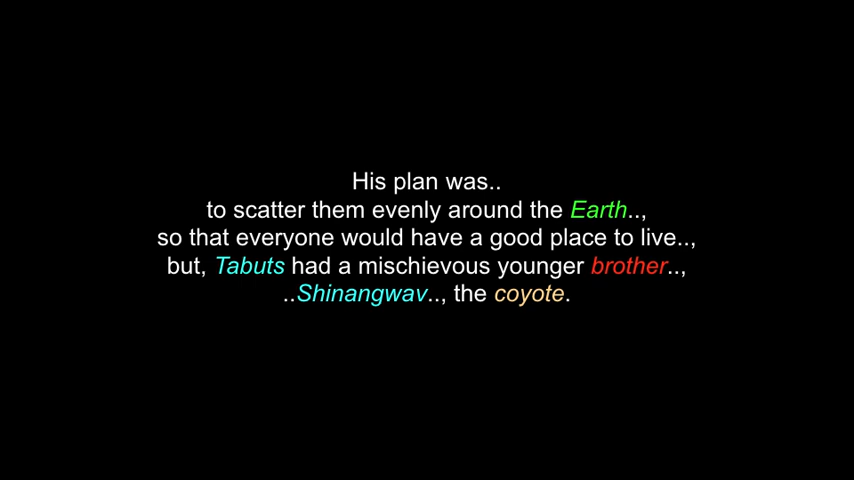 His plan was..
to scatter them evenly around the Earth..,
so that everyone would have a good place to live..,
but, Tabuts had a mischievous younger brother..,
..Shinangwav.., the coyote.